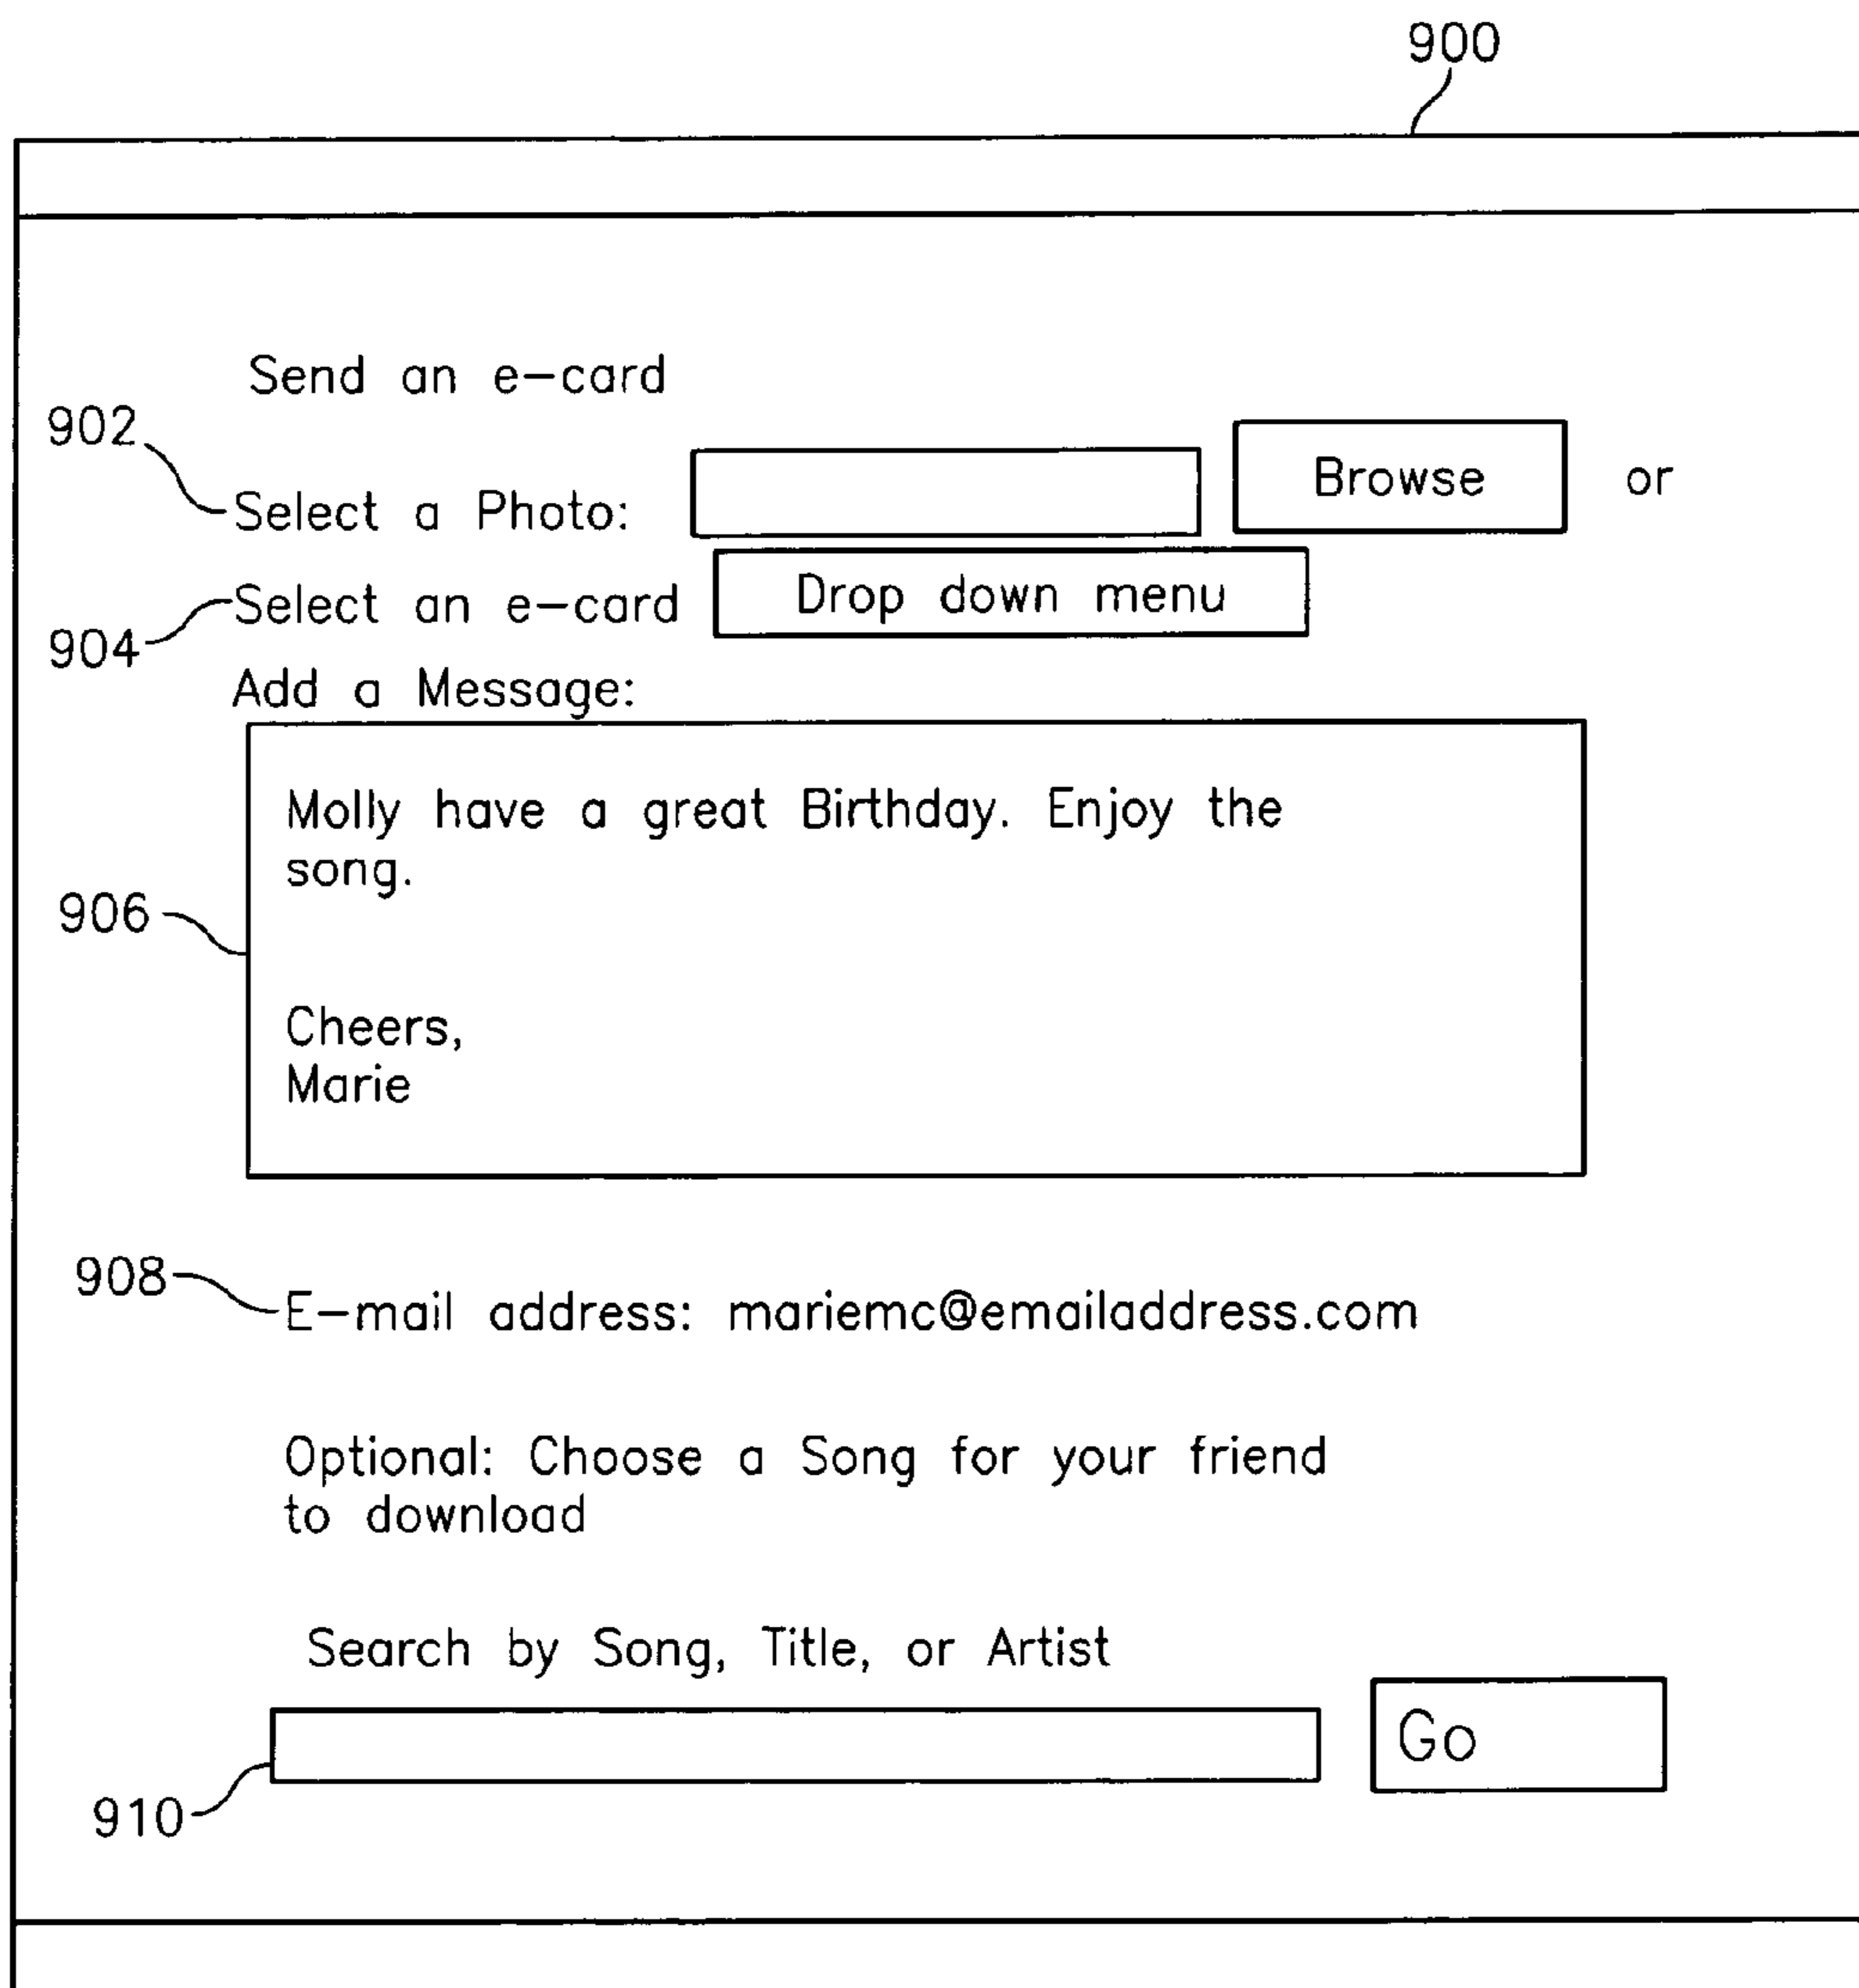 900
Send an e-card
902
Select a Photo: Browse or
Select an e-card Drop down menu
904
Add a Message:
Molly have a great Birthday. Enjoy the
song.
906
Cheers,
Marie
908
E-mail address: mariemc@emailaddress.com
Optional: Choose a Song for your friend
to download
Search by Song, Title, or Artist
Go
910